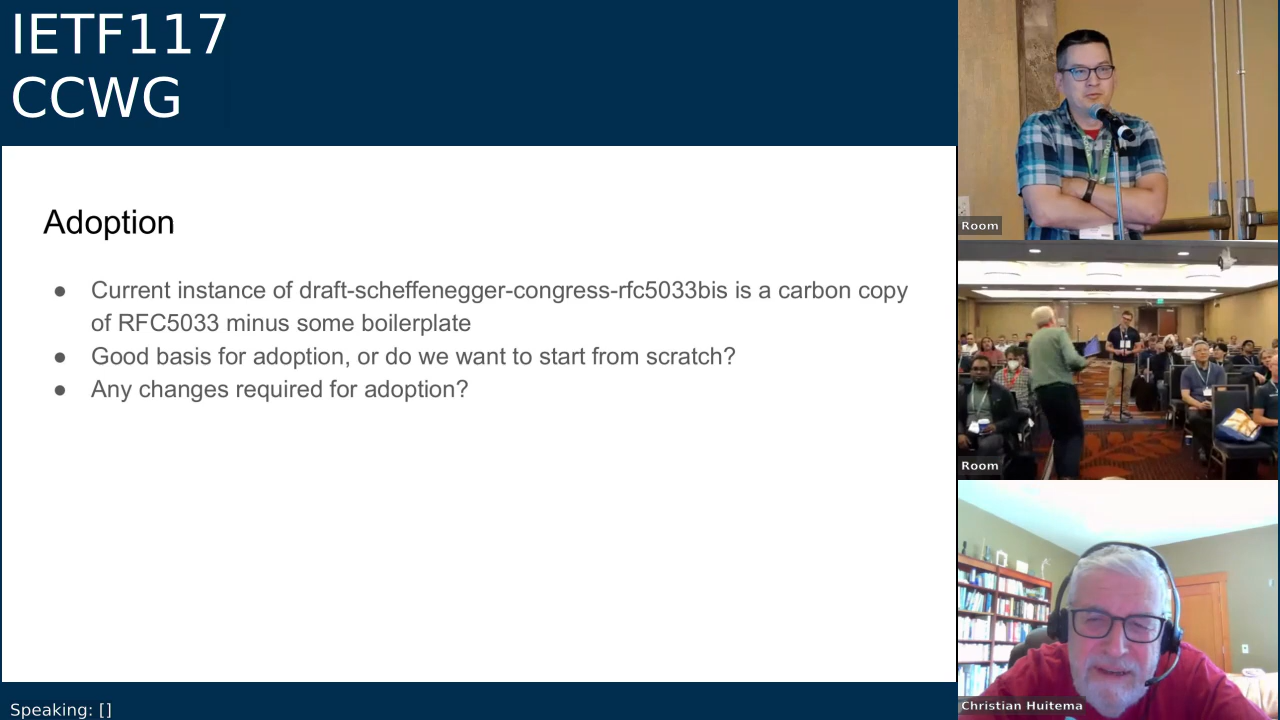 IETF117
CCWG
Adoption
● Current instance of draft-scheffenegger-congress-rfc5033bis is a carbon copy
of RFC5033 minus some boilerplate
● Good basis for adoption, or do we want to start from scratch?
● Any changes required for adoption?
Room
Room
Christian Huitema
Speaking: []